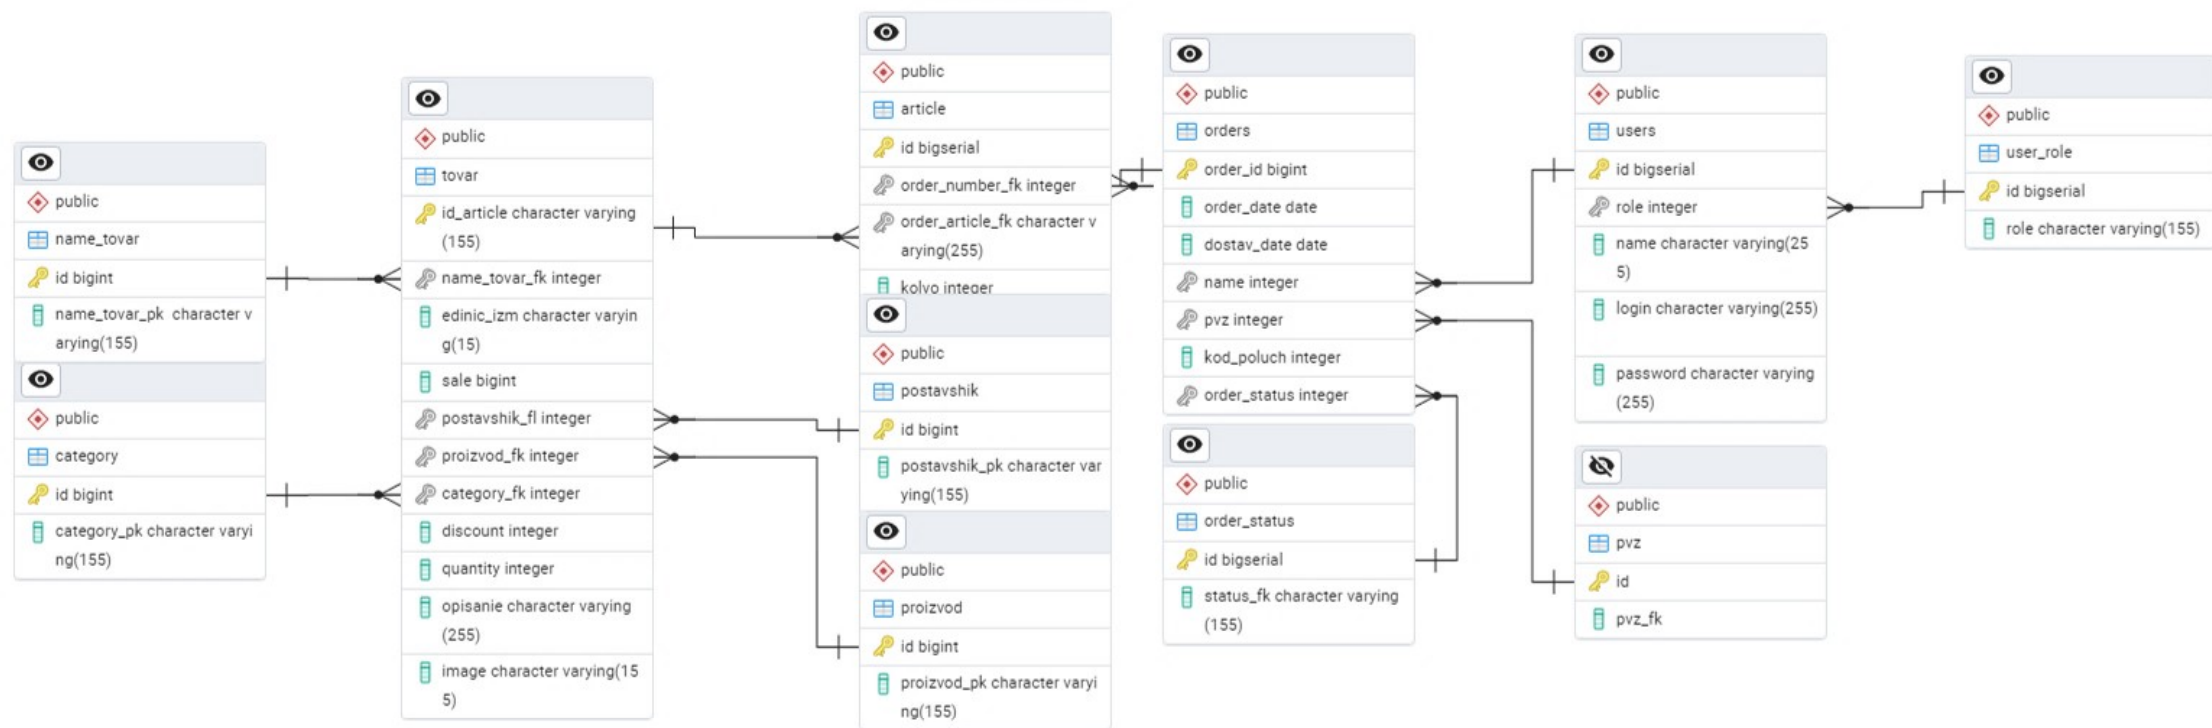 public
name_tovar
id bigint
name_tovar_pk character v
arying(155)
public
category
id bigint
category_pk character varyi
ng(155)
public
tovar
id_article character varying
(155)
name_tovar_fk integer
edinic_izm character varyin
g(15)
sale bigint
postavshik_fl integer
proizvod_fk integer
category_fk integer
discount integer
quantity integer
opisanie character varying
(255)
image character varying(15
5)
public
article
id bigserial
order_number_fk integer
order_article_fk character v
arying(255)
kolvo integer
public
postavshik
id bigint
postavshik_pk character var
ying(155)
public
proizvod
id bigint
proizvod_pk character varyi
ng(155)
public
orders
order_id bigint
order_date date
dostav_date date
name integer
pvz integer
kod_poluch integer
order_status integer
public
order_status
id bigserial
status_fk character varying
(155)
public
users
id bigserial
role integer
name character varying(25
5)
login character varying(255)
password character varying
(255)
public
pvz
id
pvz_fk
public
user_role
id bigserial
role character varying(155)